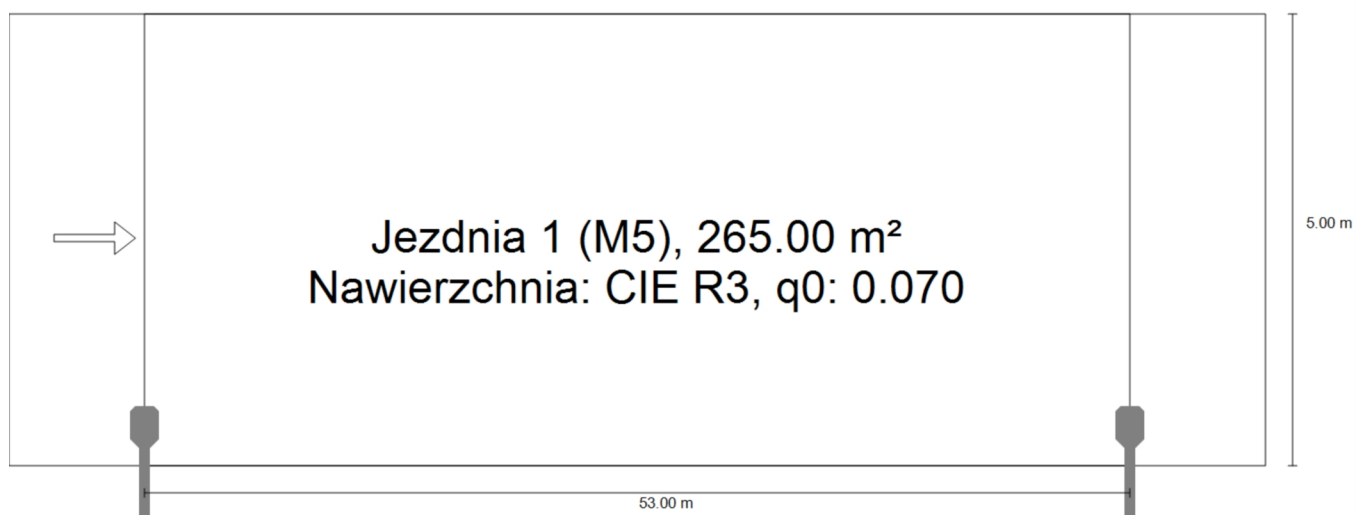 Jezdnia 1 (M5), 265.00 m²
Nawierzchnia: CIE R3, q0: 0.070
5.00 m
53.00 m